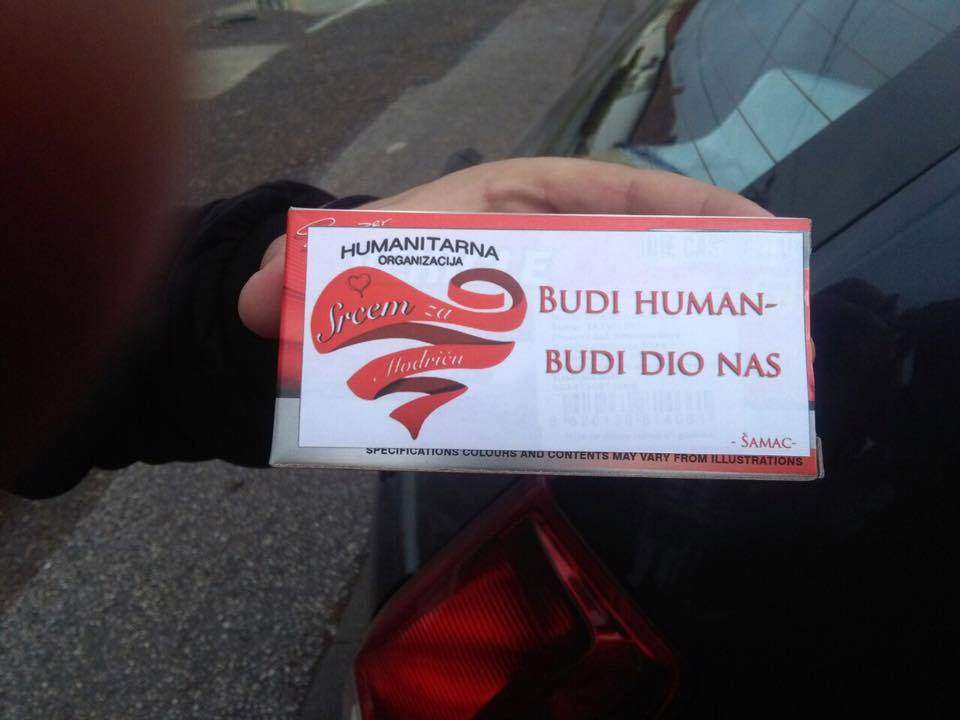 HUMANITARNA
ORGANIZACIJA
Srcem za
Modriču
BUDI HUMAN-
BUDI DIO NAS
- ŠAMAC-
SPECIFICATIONS COLOURS AND CONTENTS MAY VARY FROM ILLUSTRATIONS